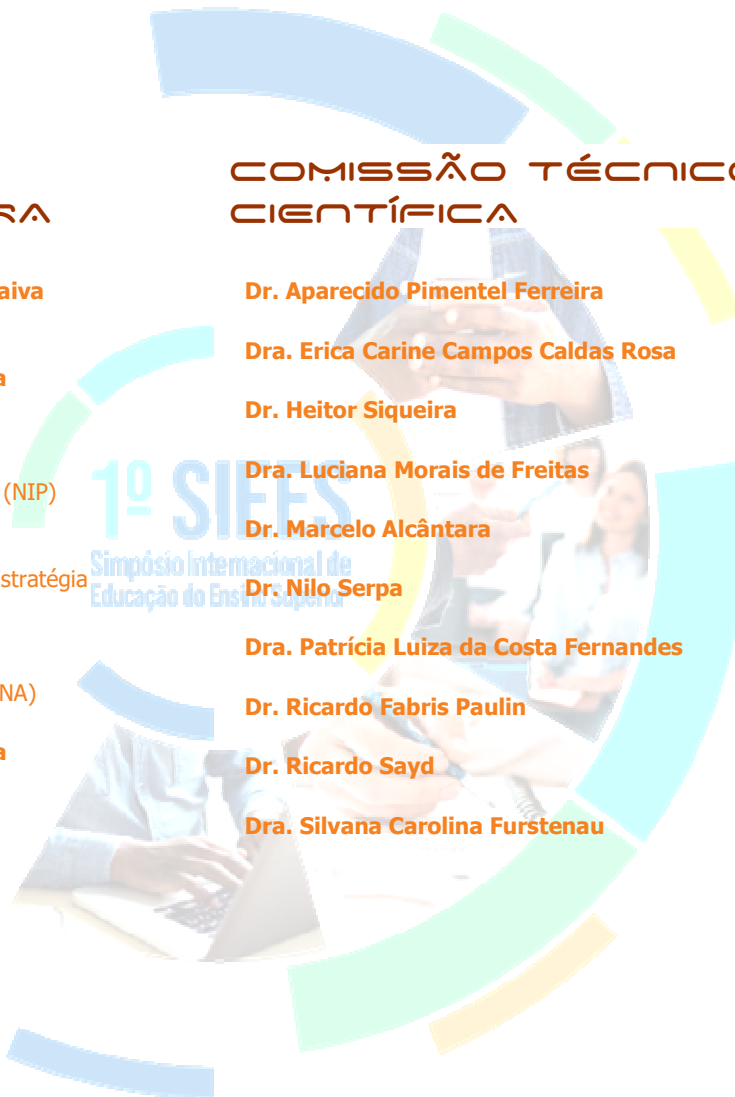 RA
aiva
a
(NIP)
stratégia
NA)
a
COMISSÃO TÉCNICO
CIENTÍFICA
Dr. Aparecido Pimentel Ferreira
Dra. Erica Carine Campos Caldas Rosa
Dr. Heitor Siqueira
Dra. Luciana Morais de Freitas
Dr. Marcelo Alcântara
Dr. Nilo Serpa
Dra. Patrícia Luiza da Costa Fernandes
Dr. Ricardo Fabris Paulin
Dr. Ricardo Sayd
Dra. Silvana Carolina Furstenau
1º SIEES
Simpósio Internacional de
Educação do Ensino Superior